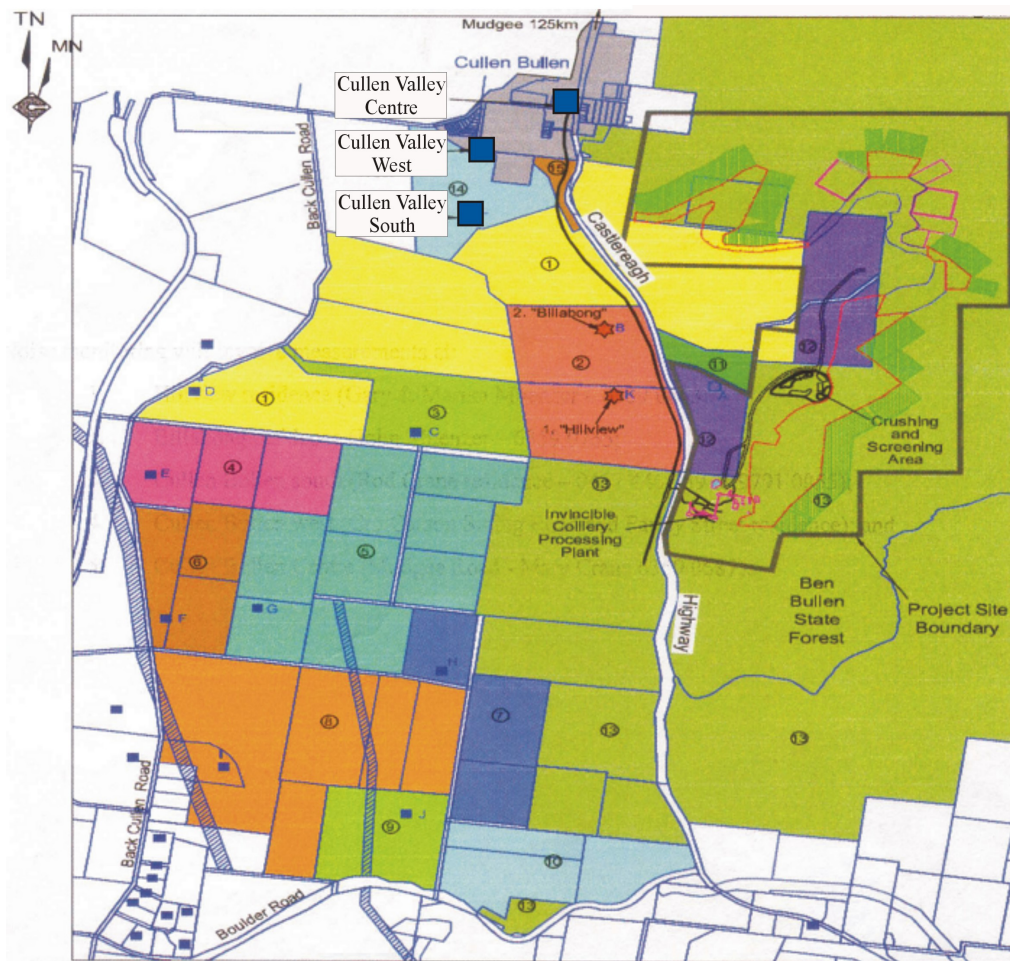 TN
MN
Mudgee 125km
Cullen Bullen
Cullen Valley
Centre
Cullen Valley
West
Cullen Valley
South
Back Cullen Road
14
15
Castlereagh
1
2. "Billabong"
B
2
11
A
12
12
K
1. "Hillview"
D
1
3
C
Crushing and
Screening
Area
E
4
13
13
Invincible
Colliery
Processing
Plant
5
6
F
G
H
Highway
Ben
Bullen
State
Forest
Project Site
Boundary
7
8
13
13
I
9
J
Back Cullen Road
10
13
Boulder Road